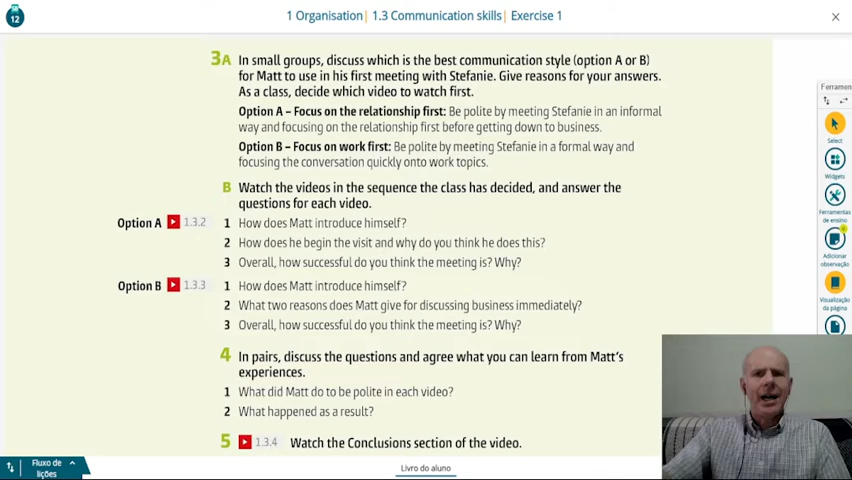 12
1 Organisation| 1.3 Communication skills| Exercise 1
3A In small groups, discuss which is the best communication style (option A or B)
for Matt to use in his first meeting with Stefanie. Give reasons for your answers.
As a class, decide which video to watch first.
Option A – Focus on the relationship first: Be polite by meeting Stefanie in an informal
way and focusing on the relationship first before getting down to business.
Option B – Focus on work first: Be polite by meeting Stefanie in a formal way and
focusing the conversation quickly onto work topics.
B Watch the videos in the sequence the class has decided, and answer the
questions for each video.
Option A 1.3.2 1 How does Matt introduce himself?
2 How does he begin the visit and why do you think he does this?
3 Overall, how successful do you think the meeting is? Why?
Option B 1.3.3 1 How does Matt introduce himself?
2 What two reasons does Matt give for discussing business immediately?
3 Overall, how successful do you think the meeting is? Why?
4 In pairs, discuss the questions and agree what you can learn from Matt's
experiences.
1 What did Matt do to be polite in each video?
2 What happened as a result?
5 1.3.4 Watch the Conclusions section of the video.
Ferramen
Select
Widgets
Ferramentas
de ensino
Adicionar
observação
Visualização
da página
Fluxo de
lições
Livro do aluno